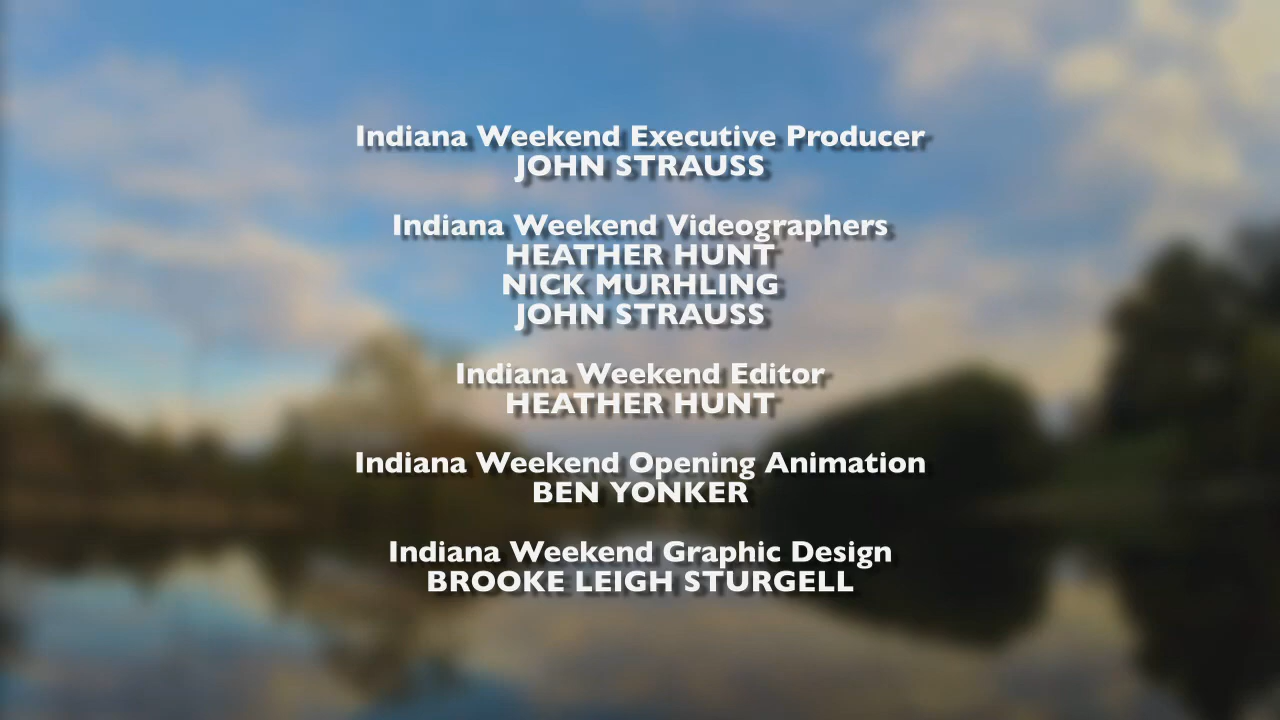 Indiana Weekend Executive Producer
JOHN STRAUSS
Indiana Weekend Videographers
HEATHER HUNT
NICK MURHLING
JOHN STRAUSS
Indiana Weekend Editor
HEATHER HUNT
Indiana Weekend Opening Animation
BEN YONKER
Indiana Weekend Graphic Design
BROOKE LEIGH STURGELL